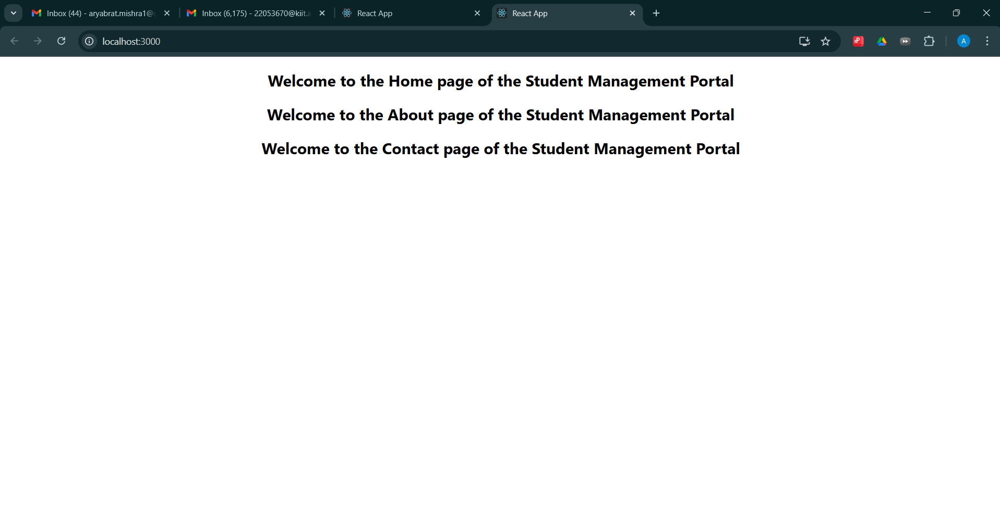 Inbox (44) - aryabrat.mishra1@
Inbox (6,175) - 22053670@kiit.a
React App
React App
localhost:3000
A
Welcome to the Home page of the Student Management Portal
Welcome to the About page of the Student Management Portal
Welcome to the Contact page of the Student Management Portal